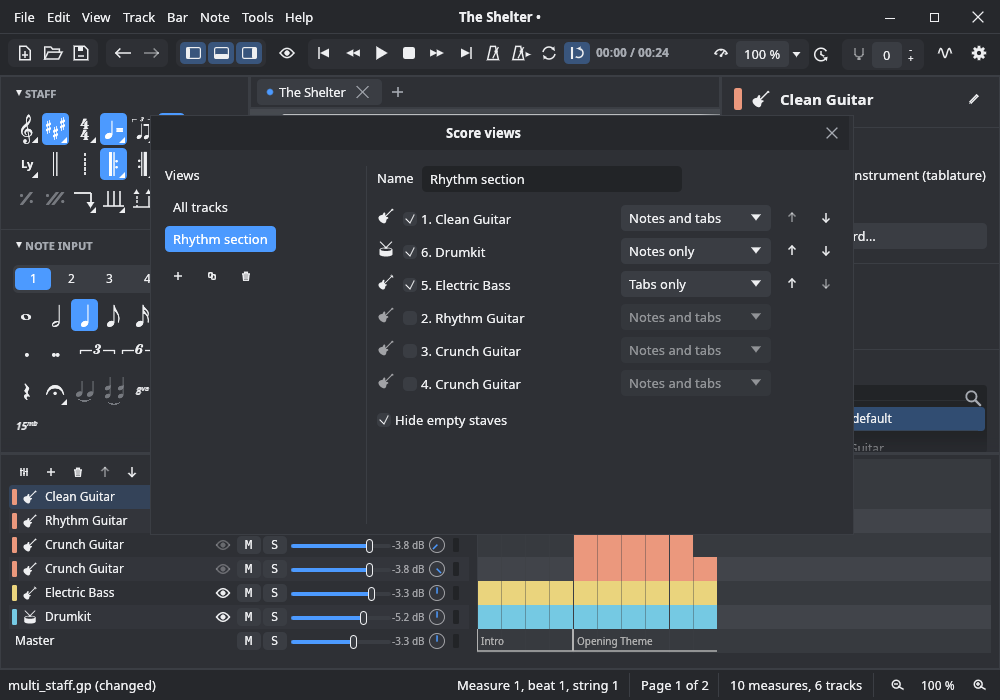 File Edit View Track Bar Note Tools Help
The Shelter •
00:00 / 00:24
100 %
0
STAFF
The Shelter
Clean Guitar
Score views
Ly
Views
Name Rhythm section
nstrument (tablature)
All tracks
Rhythm section
1. Clean Guitar Notes and tabs
rd...
NOTE INPUT
6. Drumkit Notes only
1 2 3 4
5. Electric Bass Tabs only
2. Rhythm Guitar Notes and tabs
3 6
3. Crunch Guitar Notes and tabs
4. Crunch Guitar Notes and tabs
8va
default
Hide empty staves
15mb
Guitar
Clean Guitar
Rhythm Guitar
Crunch Guitar M S -3.8 dB
Crunch Guitar M S -3.8 dB
Electric Bass M S -3.3 dB
Drumkit M S -5.2 dB
Master M S -3.3 dB
Intro Opening Theme
multi_staff.gp (changed)
Measure 1, beat 1, string 1
Page 1 of 2
10 measures, 6 tracks
100 %